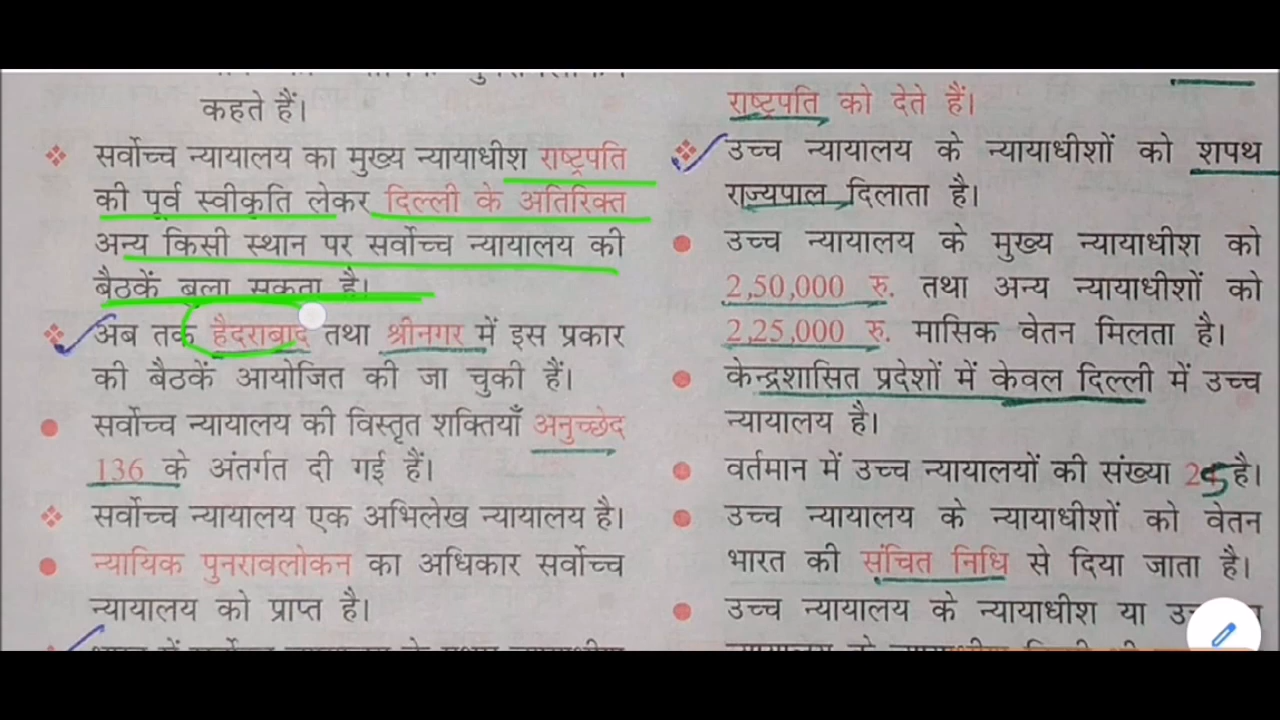 कहते हैं।
सर्वोच्च न्यायालय का मुख्य न्यायाधीश राष्ट्रपति
की पूर्व स्वीकृति लेकर दिल्ली के अतिरिक्त
अन्य किसी स्थान पर सर्वोच्च न्यायालय की
बैठकें बुला सकता है।
अब तक हैदराबाद तथा श्रीनगर में इस प्रकार
की बैठकें आयोजित की जा चुकी हैं।
सर्वोच्च न्यायालय की विस्तृत शक्तियाँ अनुच्छेद
136 के अंतर्गत दी गई हैं।
सर्वोच्च न्यायालय एक अभिलेख न्यायालय है।
न्यायिक पुनरावलोकन का अधिकार सर्वोच्च
न्यायालय को प्राप्त है।
राष्ट्रपति को देते हैं।
उच्च न्यायालय के न्यायाधीशों को शपथ
राज्यपाल दिलाता है।
उच्च न्यायालय के मुख्य न्यायाधीश को
2,50,000 रु. तथा अन्य न्यायाधीशों को
2,25,000 रु. मासिक वेतन मिलता है।
केन्द्रशासित प्रदेशों में केवल दिल्ली में उच्च
न्यायालय है।
वर्तमान में उच्च न्यायालयों की संख्या 25 है।
उच्च न्यायालय के न्यायाधीशों को वेतन
भारत की संचित निधि से दिया जाता है।
उच्च न्यायालय के न्यायाधीश या